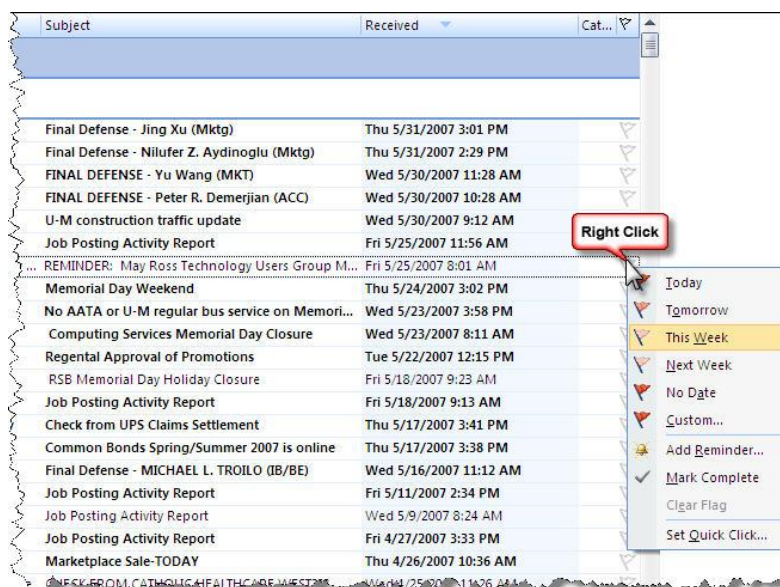 Subject Received Cat...
Final Defense - Jing Xu (Mktg) Thu 5/31/2007 3:01 PM
Final Defense - Nilufer Z. Aydinoglu (Mktg) Thu 5/31/2007 2:29 PM
FINAL DEFENSE - Yu Wang (MKT) Wed 5/30/2007 11:28 AM
FINAL DEFENSE - Peter R. Demerjian (ACC) Wed 5/30/2007 10:28 AM
U-M construction traffic update Wed 5/30/2007 9:12 AM
Right Click
Job Posting Activity Report Fri 5/25/2007 11:56 AM
... REMINDER: May Ross Technology Users Group M... Fri 5/25/2007 8:01 AM
Memorial Day Weekend Thu 5/24/2007 3:02 PM
No AATA or U-M regular bus service on Memori... Wed 5/23/2007 3:58 PM
Computing Services Memorial Day Closure Wed 5/23/2007 8:11 AM
Regental Approval of Promotions Tue 5/22/2007 12:15 PM
RSB Memorial Day Holiday Closure Fri 5/18/2007 9:23 AM
Job Posting Activity Report Fri 5/18/2007 9:13 AM
Check from UPS Claims Settlement Thu 5/17/2007 3:41 PM
Common Bonds Spring/Summer 2007 is online Thu 5/17/2007 3:38 PM
Final Defense - MICHAEL L. TROILO (IB/BE) Wed 5/16/2007 11:12 AM
Job Posting Activity Report Fri 5/11/2007 2:34 PM
Job Posting Activity Report Wed 5/9/2007 8:24 AM
Job Posting Activity Report Fri 4/27/2007 3:33 PM
Marketplace Sale-TODAY Thu 4/26/2007 10:36 AM
Today
Tomorrow
This Week
Next Week
No Date
Custom...
Add Reminder...
Mark Complete
Clear Flag
Set Quick Click...